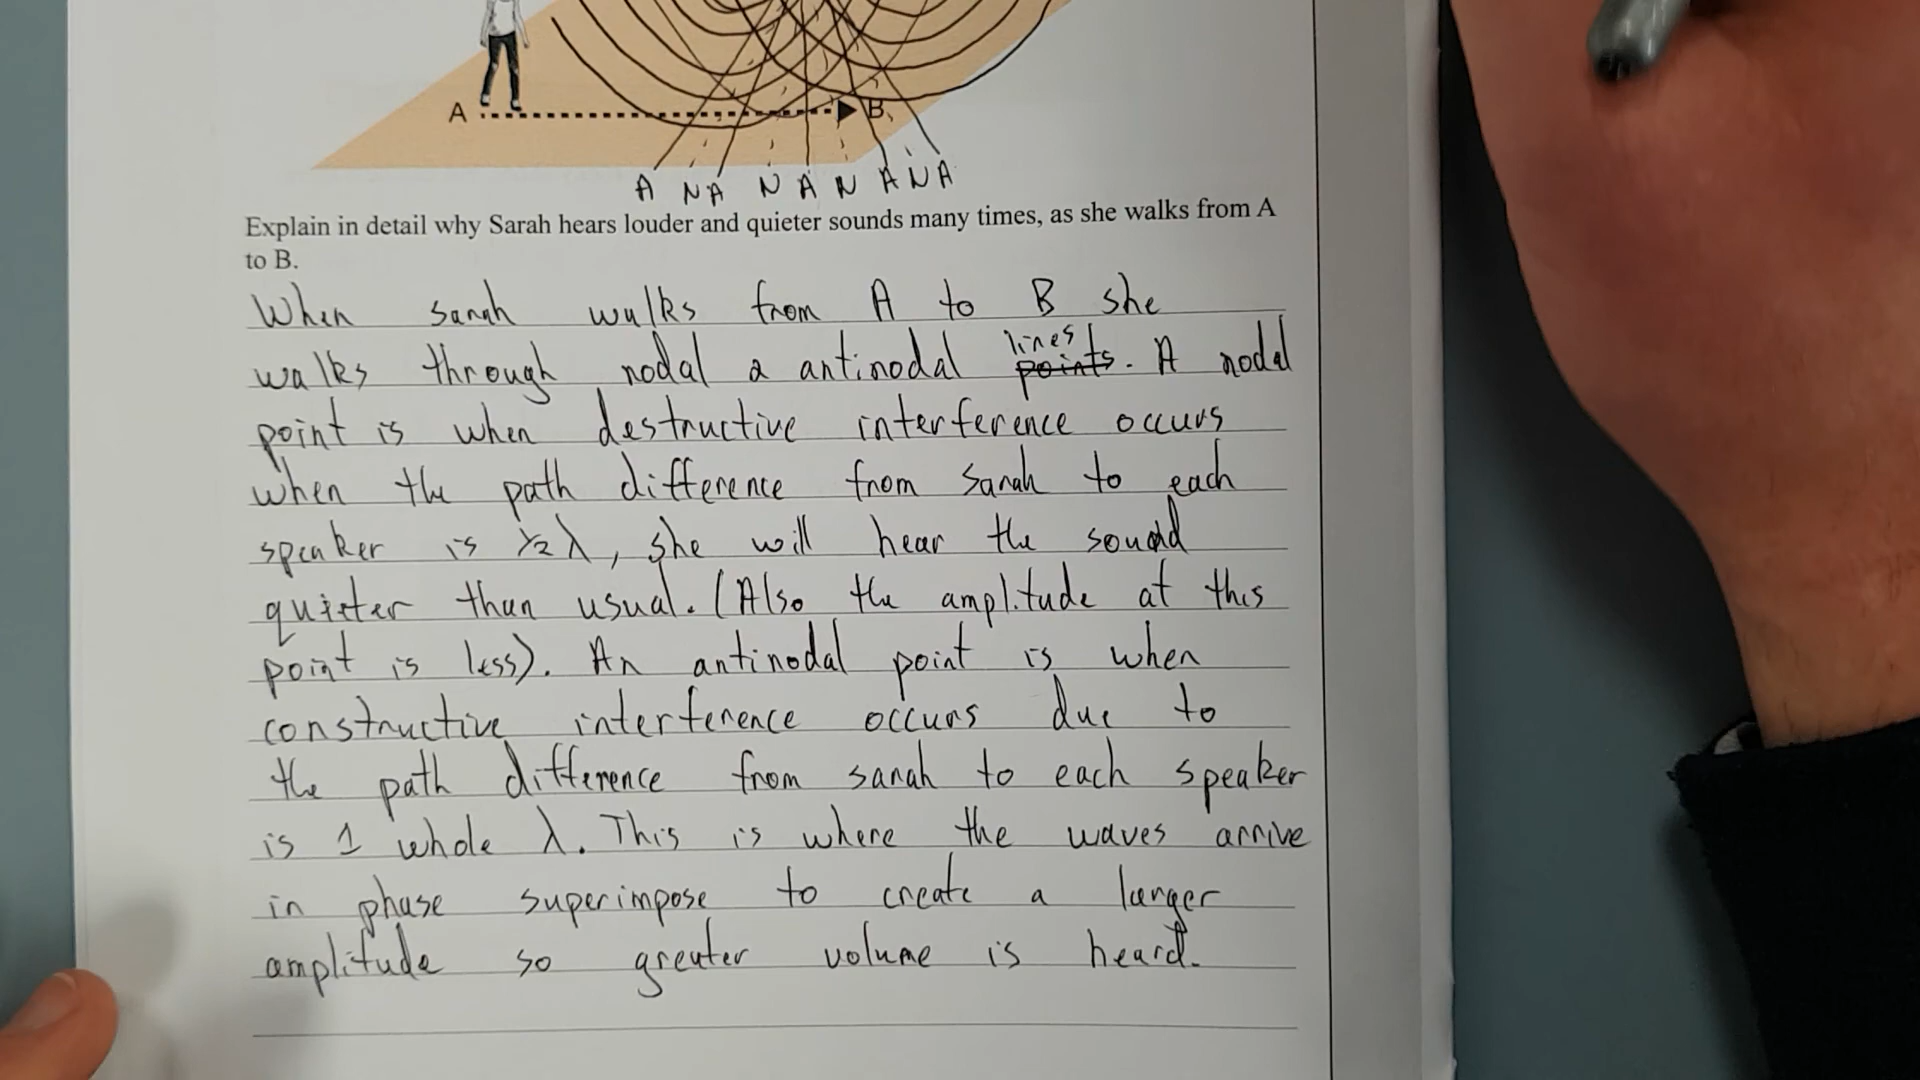 A
B
A N A N A N A N A
Explain in detail why Sarah hears louder and quieter sounds many times, as she walks from A
to B.
When sarah walks from A to B she
lines
walks through nodal & antinodal points. A nodal
point is when destructive interference occurs
when the path difference from Sarah to each
speaker is ½ λ, she will hear the sound
quieter than usual. (Also the amplitude at this
point is less). An antinodal point is when
constructive interference occurs due to
the path difference from sarah to each speaker
is 1 whole λ. This is where the waves arrive
in phase superimpose to create a larger
amplitude so greater volume is heard.